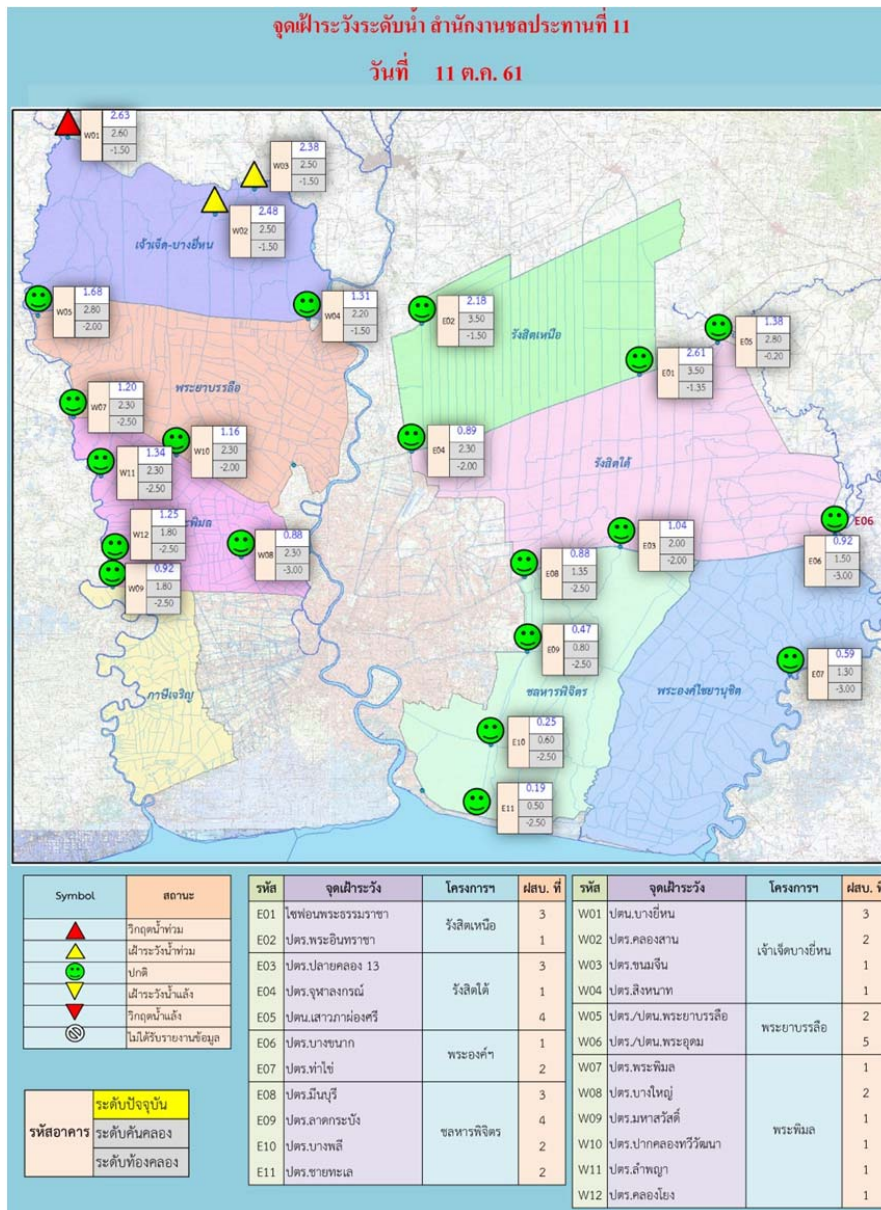 จุดเฝ้าระวังระดับน้ำ สำนักงานชลประทานที่ 11
วันที่ 11 ต.ค. 61
W01 2.63 2.60 -1.50
W03 2.38 2.50 -1.50
W02 2.48 2.50 -1.50
เจ้าเจ็ด-บางยี่หน
W05 1.68 2.80 -2.00
W04 1.31 2.20 -1.50
E02 2.18 3.50 -1.50
รังสิตเหนือ
E05 1.38 2.80 -0.20
E01 2.61 3.50 -1.35
พระยาบรรลือ
W07 1.20 2.30 -2.50
W10 1.16 2.30 -2.00
E04 0.89 2.30 -2.00
รังสิตใต้
W11 1.34 2.30 -2.50
W12 1.25 1.80 -2.50
ะพิมล
W08 0.88 2.30 -3.00
E03 1.04 2.00 -2.00
E06
E06 0.92 1.50 -3.00
W09 0.92 1.80 -2.50
E08 0.88 1.35 -2.50
E09 0.47 0.80 -2.50
E07 0.59 1.30 -3.00
ภาษีเจริญ
ชลหารพิจิตร
พระองค์ไชยานุชิต
E10 0.25 0.60 -2.50
E11 0.19 0.50 -2.50
Symbol สถานะ
วิกฤตน้ำท่วม
เฝ้าระวังน้ำท่วม
ปกติ
เฝ้าระวังน้ำแล้ง
วิกฤตน้ำแล้ง
ไม่ได้รับรายงานข้อมูล
รหัสอาคาร
ระดับปัจจุบัน
ระดับคันคลอง
ระดับท้องคลอง
รหัส จุดเฝ้าระวัง โครงการฯ ฝสบ. ที่
E01 ไซฟ่อนพระธรรมราชา รังสิตเหนือ 3
E02 ปตร.พระอินทราชา 1
E03 ปตร.ปลายคลอง 13 รังสิตใต้ 3
E04 ปตร.จุฬาลงกรณ์ 1
E05 ปตน.เสาวภาผ่องศรี 4
E06 ปตร.บางขนาก พระองค์ฯ 1
E07 ปตร.ท่าไข่ 2
E08 ปตร.มีนบุรี ชลหารพิจิตร 3
E09 ปตร.ลาดกระบัง 4
E10 ปตร.บางพลี 2
E11 ปตร.ชายทะเล 2
รหัส จุดเฝ้าระวัง โครงการฯ ฝสบ. ที่
W01 ปตน.บางยี่หน เจ้าเจ็ดบางยี่หน 3
W02 ปตร.คลองสาน 2
W03 ปตร.ขนมจีน 1
W04 ปตร.สิงหนาท 1
W05 ปตร./ปตน.พระยาบรรลือ พระยาบรรลือ 2
W06 ปตร./ปตน.พระอุดม 5
W07 ปตร.พระพิมล พระพิมล 1
W08 ปตร.บางใหญ่ 2
W09 ปตร.มหาสวัสดิ์ 1
W10 ปตร.ปากคลองทวีวัฒนา 1
W11 ปตร.ลำพญา 1
W12 ปตร.คลองโยง 1